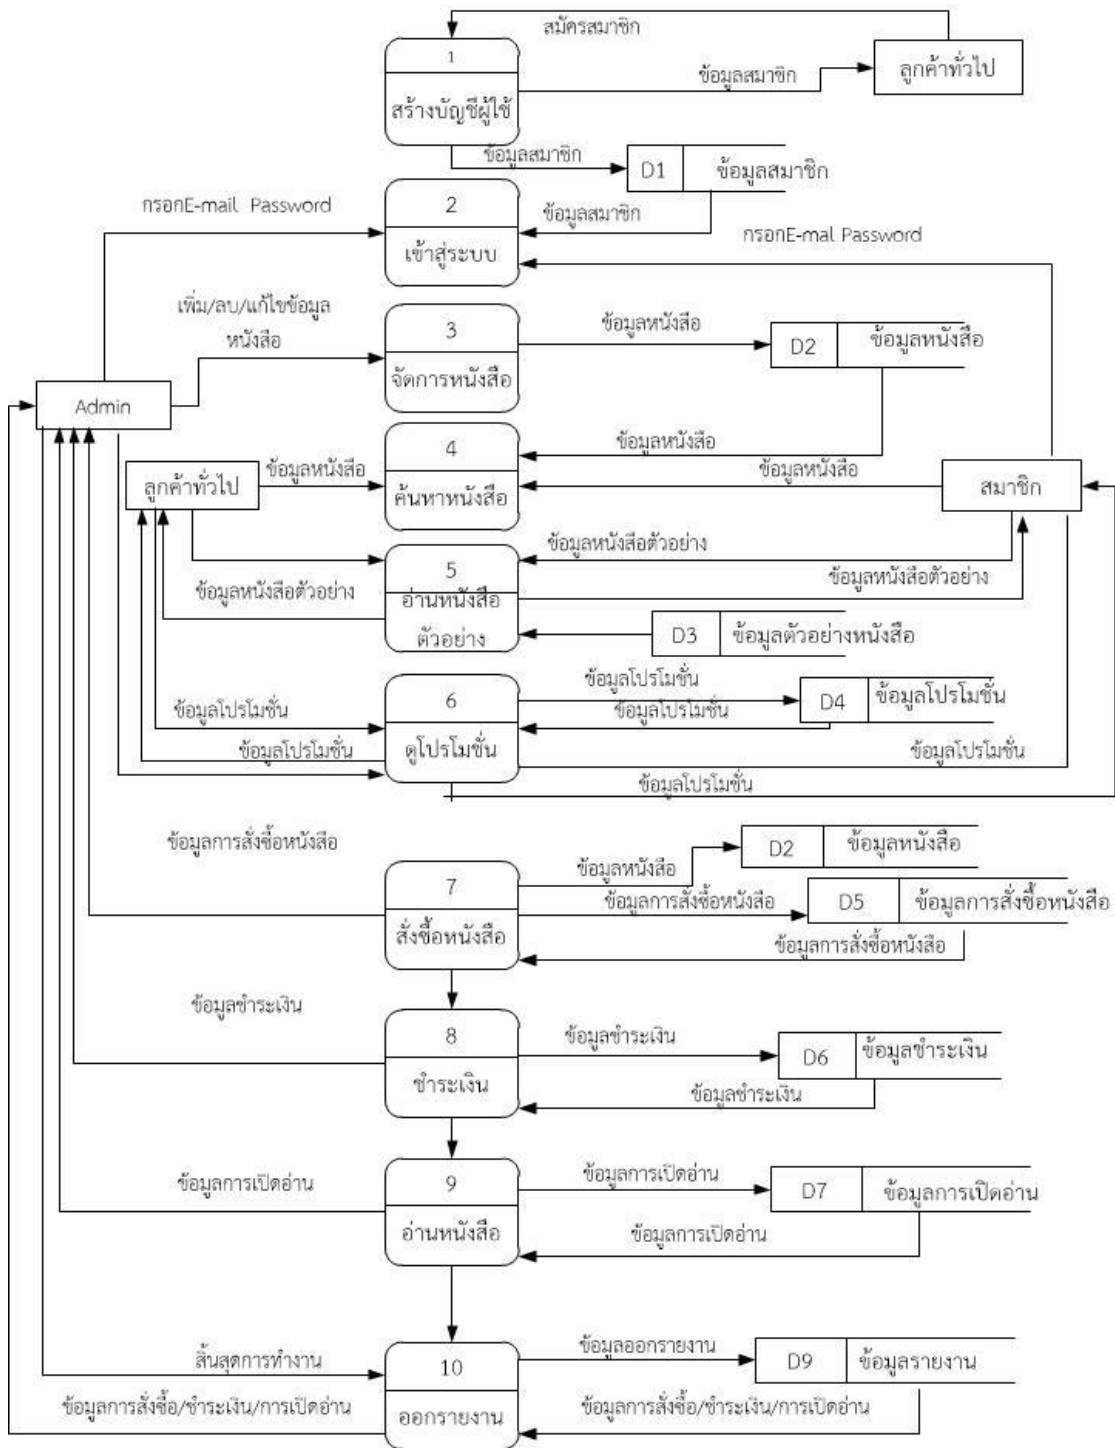 สมัครสมาชิก
1
ข้อมูลสมาชิก
ลูกค้าทั่วไป
สร้างบัญชีผู้ใช้
ข้อมูลสมาชิก
D1
ข้อมูลสมาชิก
กรอกE-mail Password
2
ข้อมูลสมาชิก
กรอกE-mal Password
เข้าสู่ระบบ
เพิ่ม/ลบ/แก้ไขข้อมูล
หนังสือ
3
ข้อมูลหนังสือ
D2
ข้อมูลหนังสือ
จัดการหนังสือ
Admin
4
ข้อมูลหนังสือ
ข้อมูลหนังสือ
ข้อมูลหนังสือ
ลูกค้าทั่วไป
ค้นหาหนังสือ
สมาชิก
ข้อมูลหนังสือตัวอย่าง
5
ข้อมูลหนังสือตัวอย่าง
ข้อมูลหนังสือตัวอย่าง
อ่านหนังสือ
ตัวอย่าง
D3
ข้อมูลตัวอย่างหนังสือ
ข้อมูลโปรโมชั่น
6
D4
ข้อมูลโปรโมชั่น
ข้อมูลโปรโมชั่น
ข้อมูลโปรโมชั่น
ข้อมูลโปรโมชั่น
ดูโปรโมชั่น
ข้อมูลโปรโมชั่น
ข้อมูลโปรโมชั่น
ข้อมูลการสั่งซื้อหนังสือ
D2
ข้อมูลหนังสือ
ข้อมูลหนังสือ
7
ข้อมูลการสั่งซื้อหนังสือ
D5
ข้อมูลการสั่งซื้อหนังสือ
สั่งซื้อหนังสือ
ข้อมูลการสั่งซื้อหนังสือ
ข้อมูลชำระเงิน
8
ข้อมูลชำระเงิน
D6
ข้อมูลชำระเงิน
ชำระเงิน
ข้อมูลชำระเงิน
ข้อมูลการเปิดอ่าน
9
ข้อมูลการเปิดอ่าน
D7
ข้อมูลการเปิดอ่าน
อ่านหนังสือ
ข้อมูลการเปิดอ่าน
สิ้นสุดการทำงาน
10
ข้อมูลออกรายงาน
D9
ข้อมูลรายงาน
ข้อมูลการสั่งซื้อ/ชำระเงิน/การเปิดอ่าน
ออกรายงาน
ข้อมูลการสั่งซื้อ/ชำระเงิน/การเปิดอ่าน